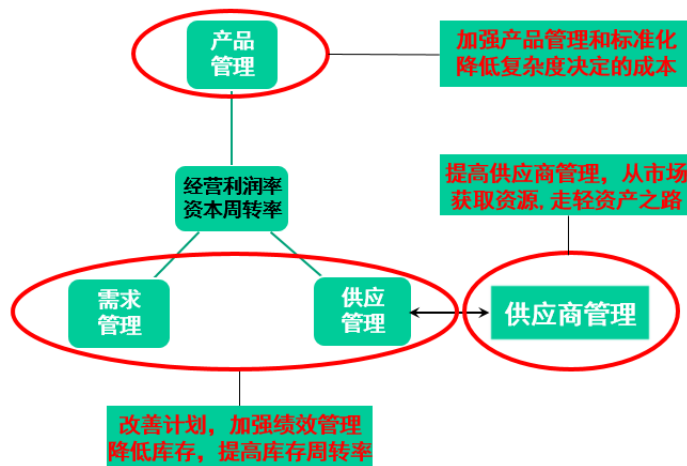 产品
管理
加强产品管理和标准化
降低复杂度决定的成本
经营利润率
资本周转率
提高供应商管理，从市场
获取资源,走轻资产之路
需求
管理
供应
管理
供应商管理
改善计划，加强绩效管理
降低库存，提高库存周转率